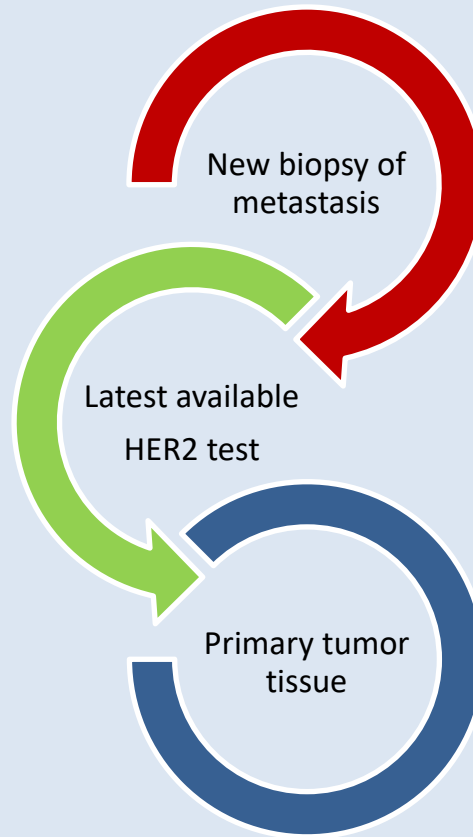 New biopsy of
metastasis
Latest available
HER2 test
Primary tumor
tissue